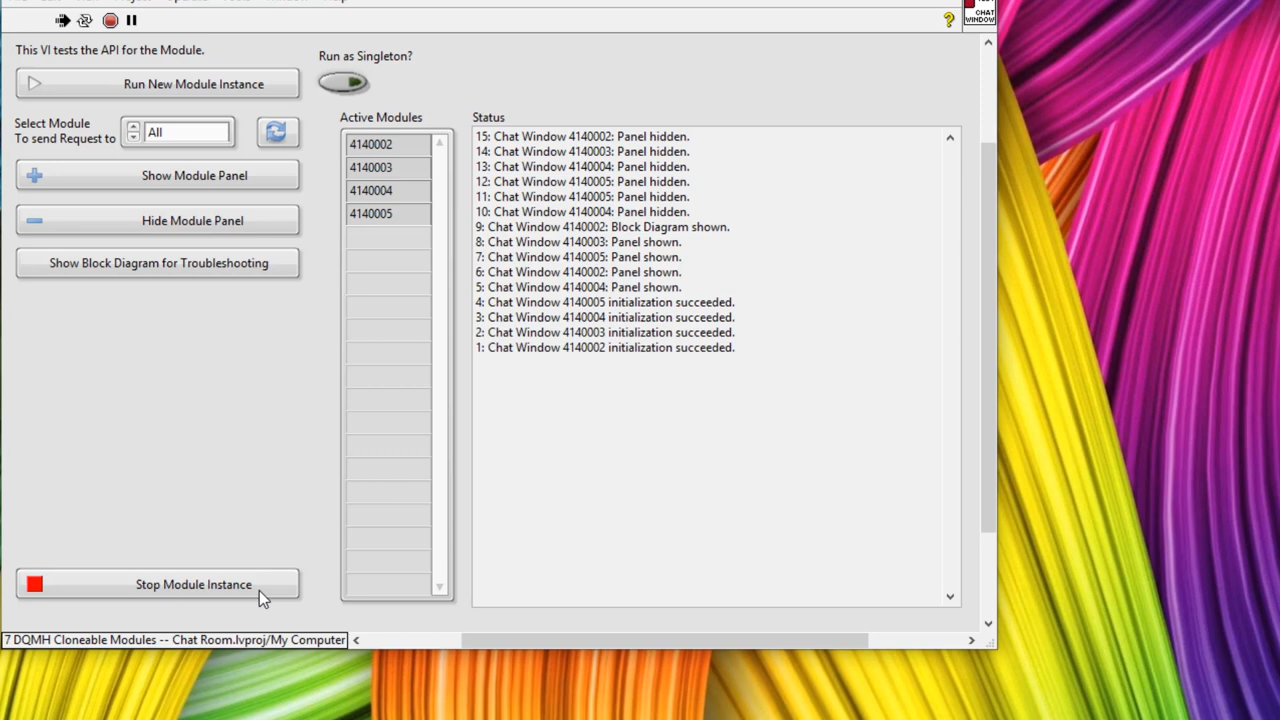 CHAT
WINDOW
?
This VI tests the API for the Module.
Run as Singleton?
Run New Module Instance
Select Module
To send Request to
All
Active Modules
Status
Show Module Panel
Hide Module Panel
Show Block Diagram for Troubleshooting
4140002
4140003
4140004
4140005
15: Chat Window 4140002: Panel hidden.
14: Chat Window 4140003: Panel hidden.
13: Chat Window 4140004: Panel hidden.
12: Chat Window 4140005: Panel hidden.
11: Chat Window 4140005: Panel hidden.
10: Chat Window 4140004: Panel hidden.
9: Chat Window 4140002: Block Diagram shown.
8: Chat Window 4140003: Panel shown.
7: Chat Window 4140005: Panel shown.
6: Chat Window 4140002: Panel shown.
5: Chat Window 4140004: Panel shown.
4: Chat Window 4140005 initialization succeeded.
3: Chat Window 4140004 initialization succeeded.
2: Chat Window 4140003 initialization succeeded.
1: Chat Window 4140002 initialization succeeded.
Stop Module Instance
7 DQMH Cloneable Modules -- Chat Room.lvproj/My Computer